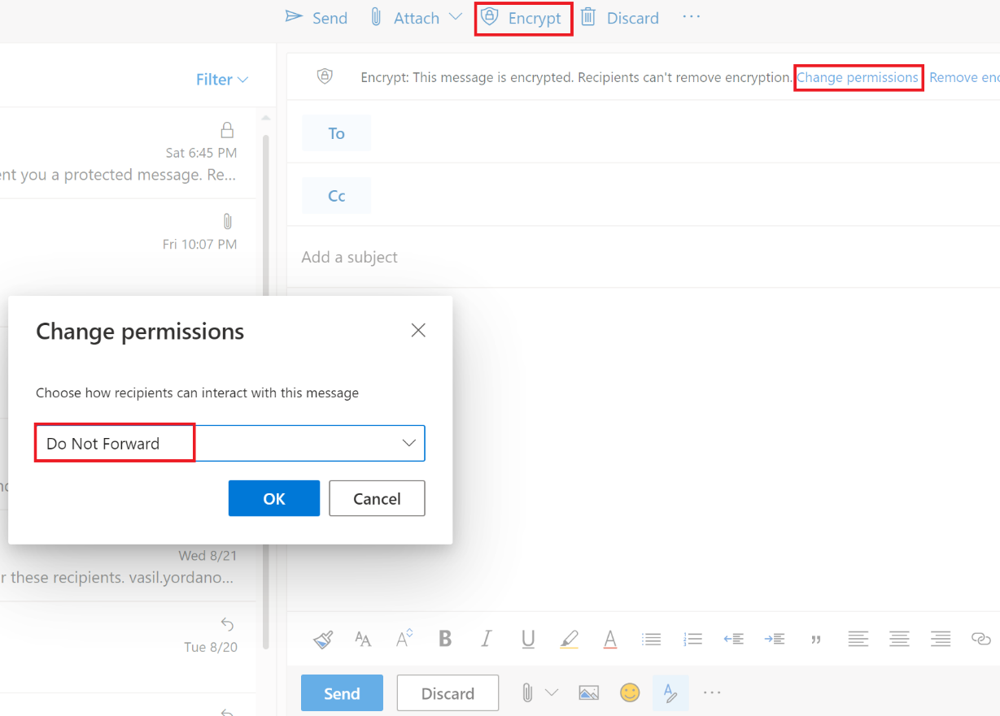 Send Attach Encrypt Discard ...
Filter
Encrypt: This message is encrypted. Recipients can't remove encryption. Change permissions Remove
To
Sat 6:45 PM
you a protected message. Re...
Cc
Fri 10:07 PM
Add a subject
Change permissions
Choose how recipients can interact with this message
Do Not Forward
OK Cancel
Wed 8/21
these recipients. vasil.yordano...
Tue 8/20
A A A B I U A
Send Discard A ...